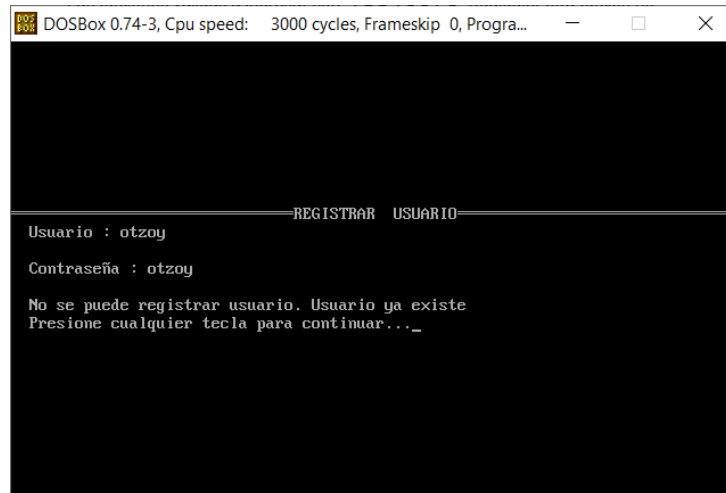 DOSBox 0.74-3, Cpu speed: 3000 cycles, Frameskip 0, Progra...
REGISTRAR USUARIO
Usuario : otzoy
Contraseña : otzoy
No se puede registrar usuario. Usuario ya existe
Presione cualquier tecla para continuar..._